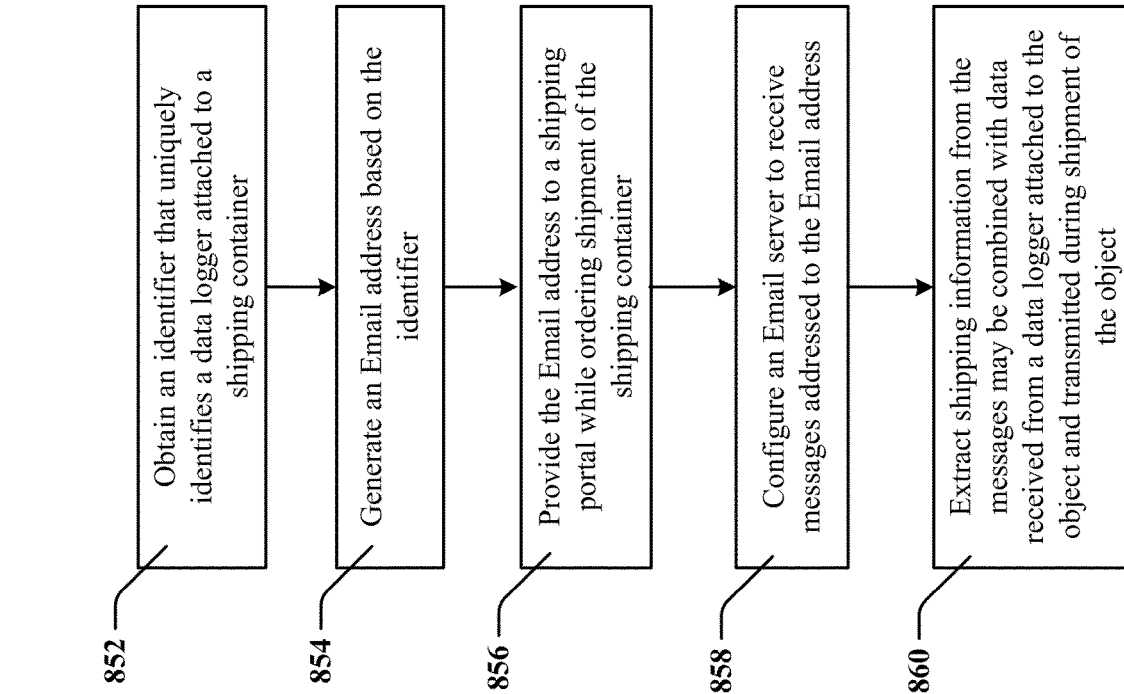 852
Obtain an identifier that uniquely
identifies a data logger attached to a
shipping container
854
Generate an Email address based on the
identifier
856
Provide the Email address to a shipping
portal while ordering shipment of the
shipping container
858
Configure an Email server to receive
messages addressed to the Email address
860
Extract shipping information from the
messages may be combined with data
received from a data logger attached to the
object and transmitted during shipment of
the object